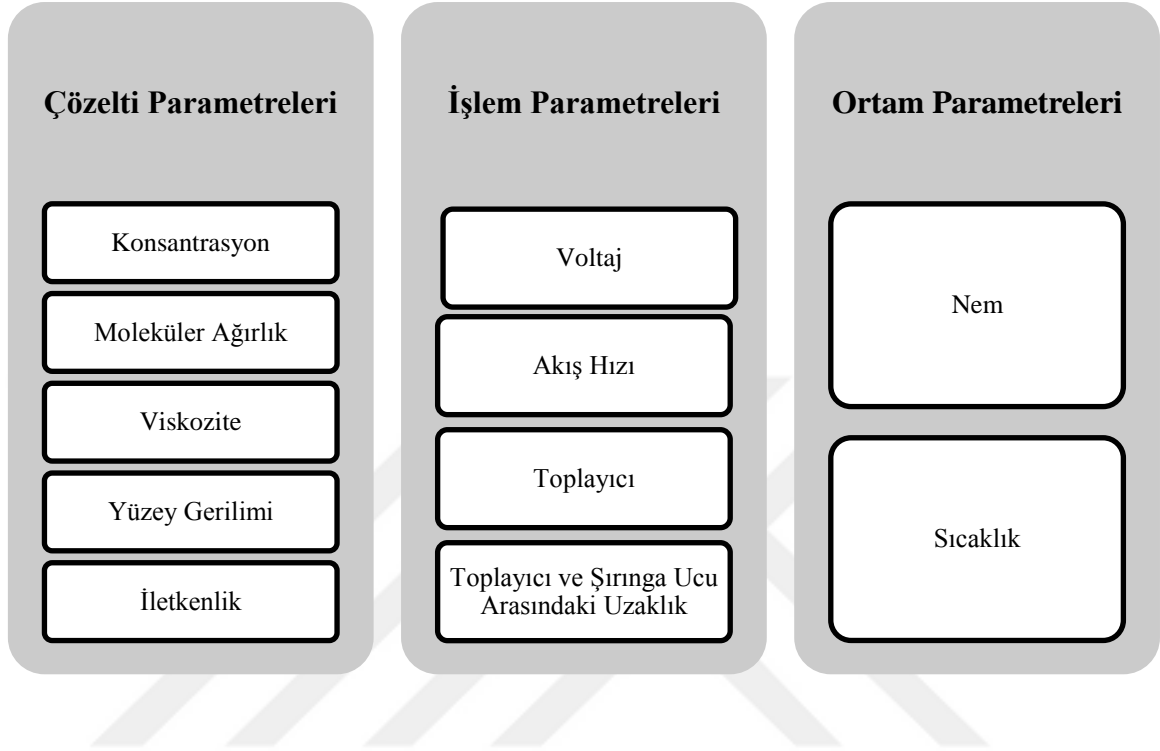 Çözelti Parametreleri
Konsantrasyon
Moleküler Ağırlık
Viskozite
Yüzey Gerilimi
İletkenlik
İşlem Parametreleri
Voltaj
Akış Hızı
Toplayıcı
Toplayıcı ve Şırınga Ucu
Arasındaki Uzaklık
Ortam Parametreleri
Nem
Sıcaklık